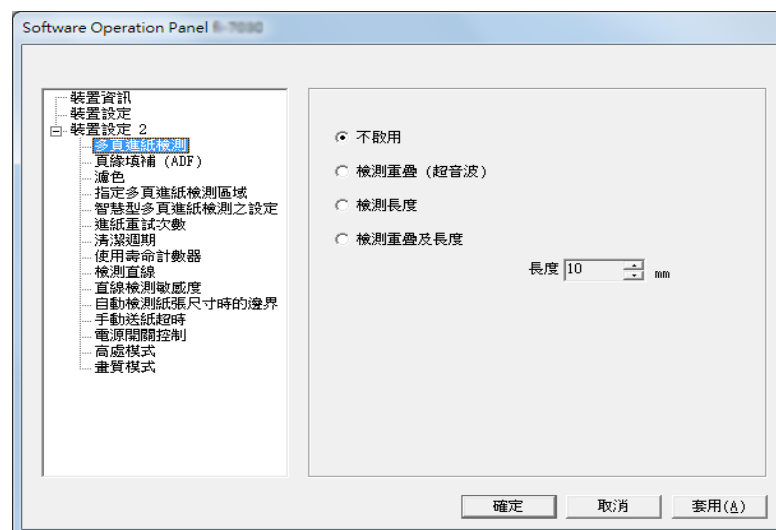 Software Operation Panel
裝置資訊
裝置設定
裝置設定 2
多頁進紙檢測
頁緣填補 (ADF)
濾色
指定多頁進紙檢測區域
智慧型多頁進紙檢測之設定
進紙重試次數
清潔週期
使用壽命計數器
檢測直線
直線檢測敏感度
自動檢測紙張尺寸時的邊界
手動送紙超時
電源開關控制
高處模式
畫質模式
不啟用
檢測重疊 (超音波)
檢測長度
檢測重疊及長度
長度 10 mm
確定 取消 套用(A)